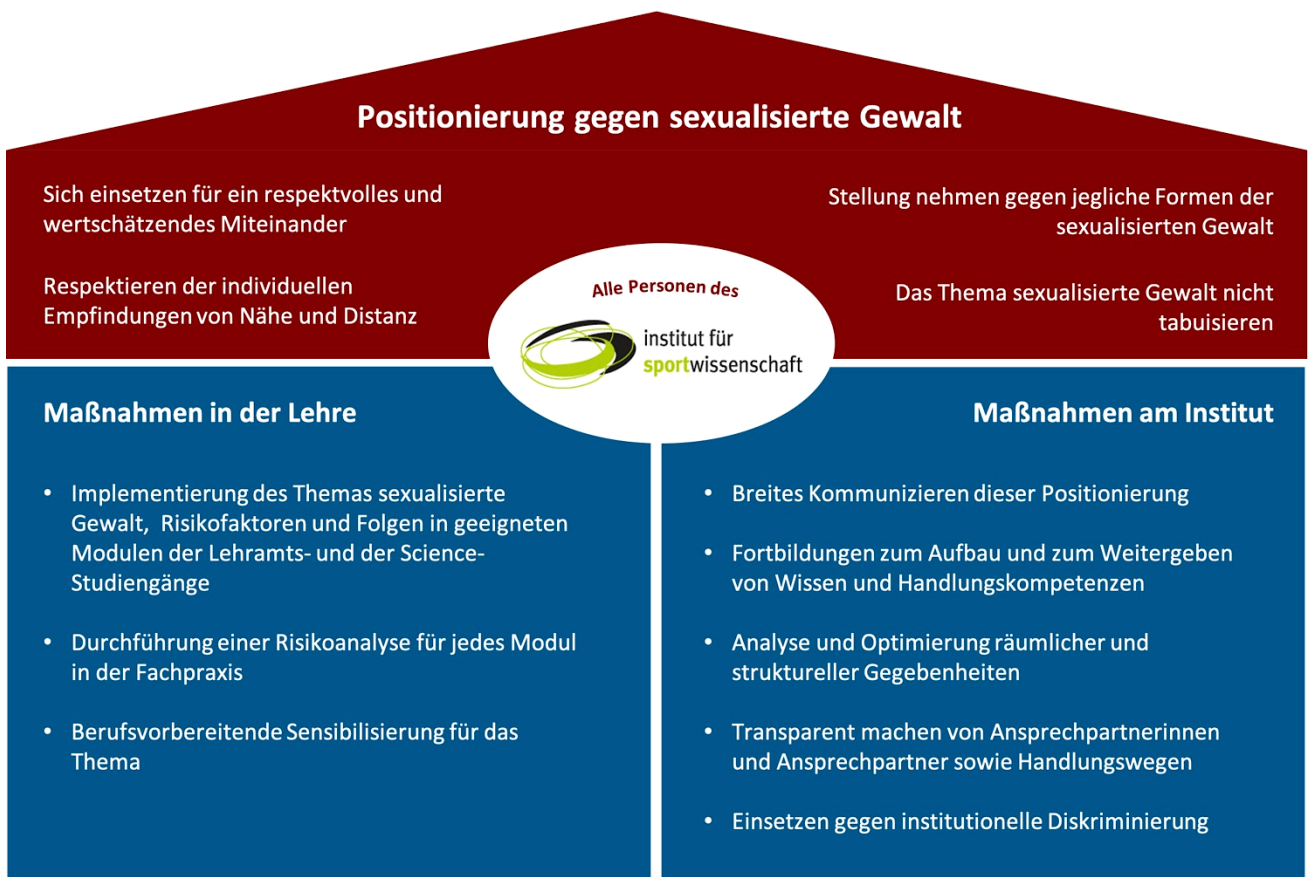 Positionierung gegen sexualisierte Gewalt
Sich einsetzen für ein respektvolles und
wertschätzendes Miteinander
Respektieren der individuellen
Empfindungen von Nähe und Distanz
Stellung nehmen gegen jegliche Formen der
sexualisierten Gewalt
Das Thema sexualisierte Gewalt nicht
tabuisieren
Alle Personen des
institut für
sportwissenschaft
Maßnahmen in der Lehre
• Implementierung des Themas sexualisierte
Gewalt, Risikofaktoren und Folgen in geeigneten
Modulen der Lehramts- und der Science-
Studiengänge
• Durchführung einer Risikoanalyse für jedes Modul
in der Fachpraxis
• Berufsvorbereitende Sensibilisierung für das
Thema
Maßnahmen am Institut
• Breites Kommunizieren dieser Positionierung
• Fortbildungen zum Aufbau und zum Weitergeben
von Wissen und Handlungskompetenzen
• Analyse und Optimierung räumlicher und
struktureller Gegebenheiten
• Transparent machen von Ansprechpartnerinnen
und Ansprechpartner sowie Handlungswegen
• Einsetzen gegen institutionelle Diskriminierung